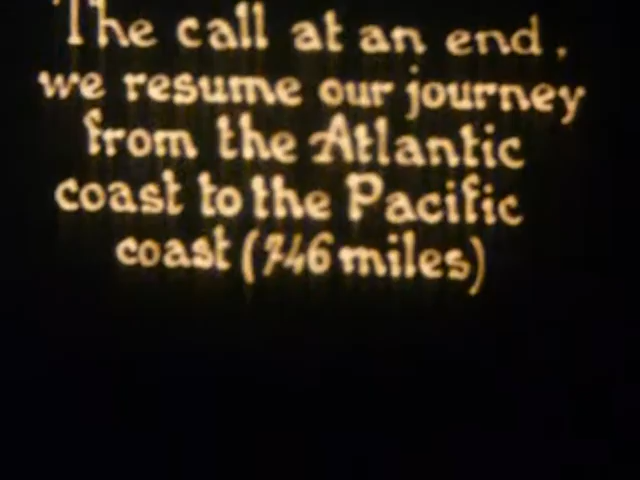 The call at an end,
we resume our journey
from the Atlantic
coast to the Pacific
coast (746 miles)